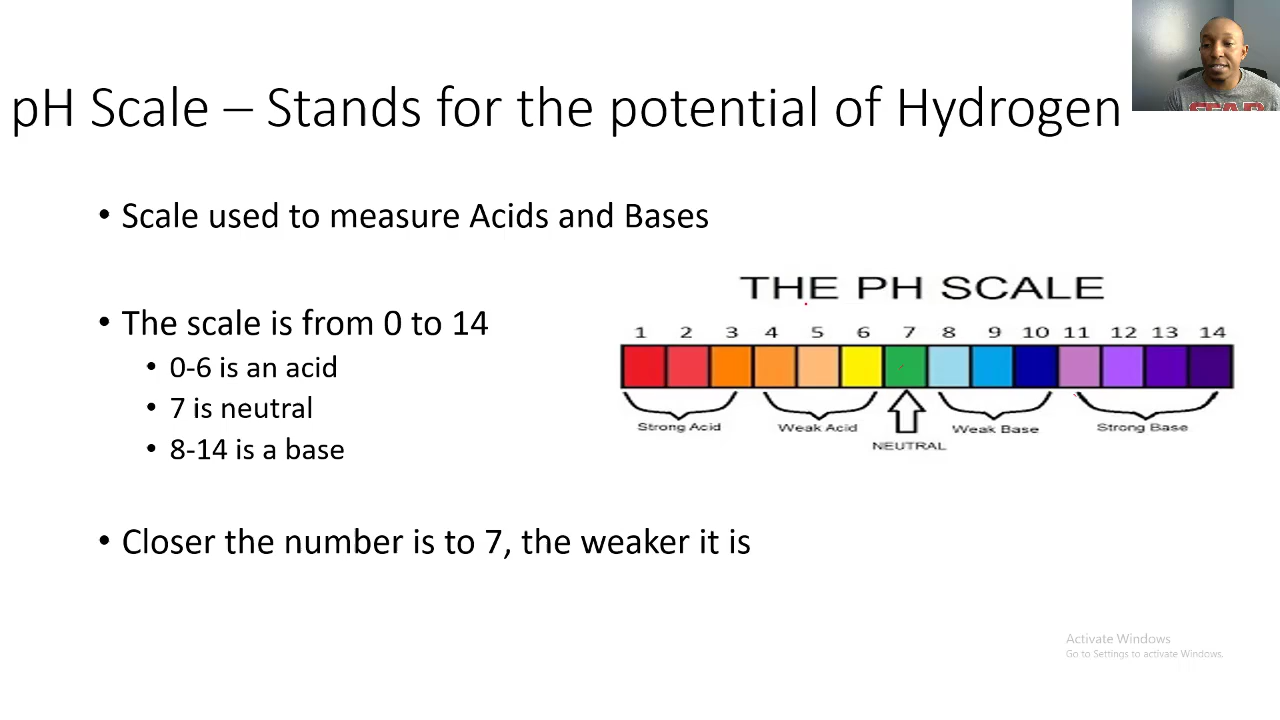 pH Scale – Stands for the potential of Hydrogen
• Scale used to measure Acids and Bases
• The scale is from 0 to 14
• 0-6 is an acid
• 7 is neutral
• 8-14 is a base
• Closer the number is to 7, the weaker it is
THE PH SCALE
1 2 3 4 5 6 7 8 9 10 11 12 13 14
Strong Acid Weak Acid Weak Base Strong Base
NEUTRAL
Activate Windows
Go to Settings to activate Windows.